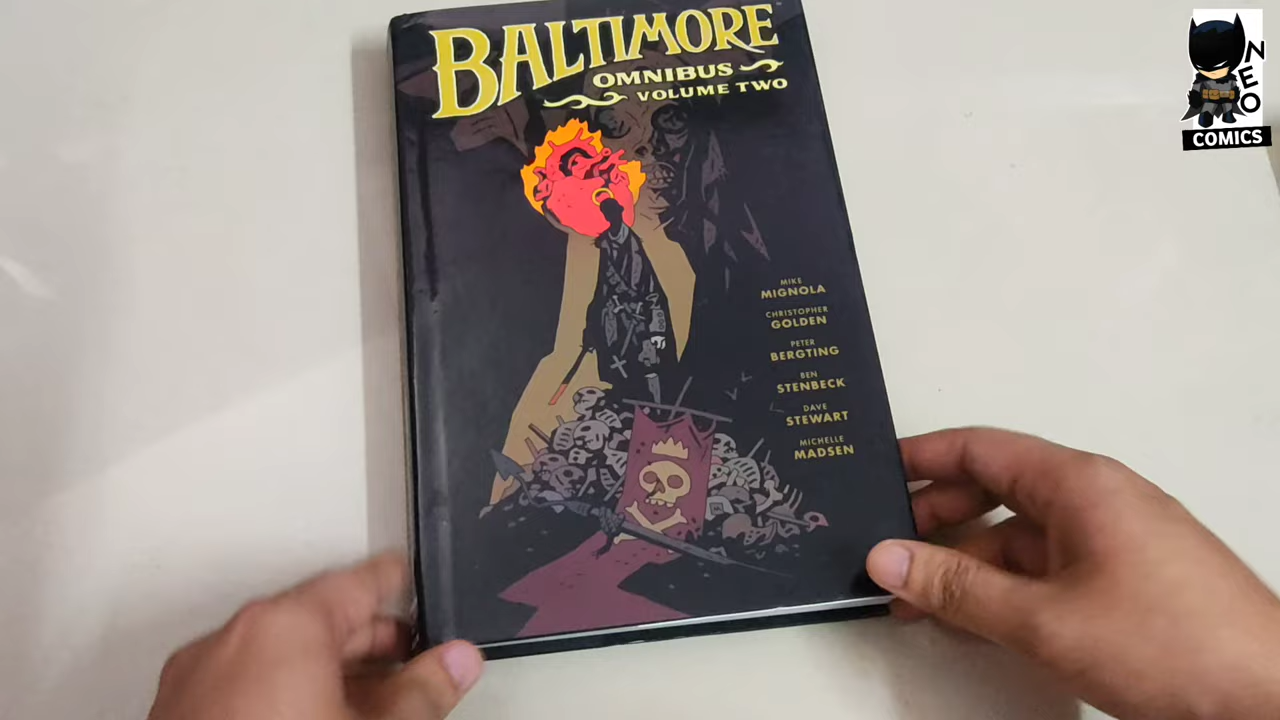 BALTIMORE
OMNIBUS
VOLUME TWO
MIKE
MIGNOLA
CHRISTOPHER
GOLDEN
PETER
BERGTING
BEN
STENBECK
DAVE
STEWART
MICHELLE
MADSEN
NEO
COMICS